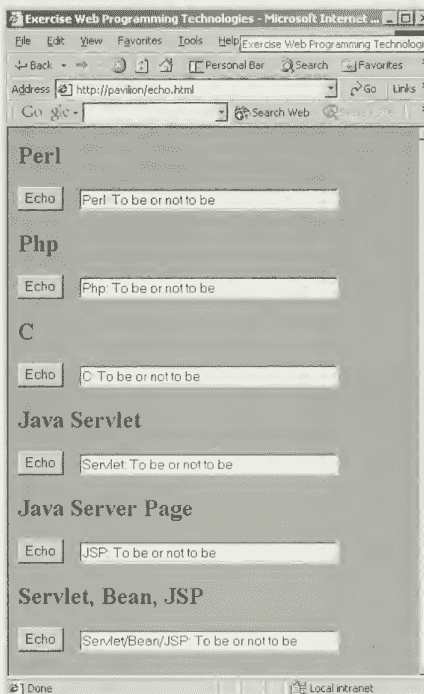 Exercise Web Programming Technologies - Microsoft Internet ...
File Edit View Favorites Tools Help
Exercise Web Programming Technologi
Back Personal Bar Search Favorites
Address http://pavilion/echo.html Go Links
Google Search Web
Perl
Echo Perl: To be or not to be
Php
Echo Php: To be or not to be
C
Echo C: To be or not to be
Java Servlet
Echo Servlet: To be or not to be
Java Server Page
Echo JSP: To be or not to be
Servlet, Bean, JSP
Echo Servlet/Bean/JSP: To be or not to be
Done Local intranet